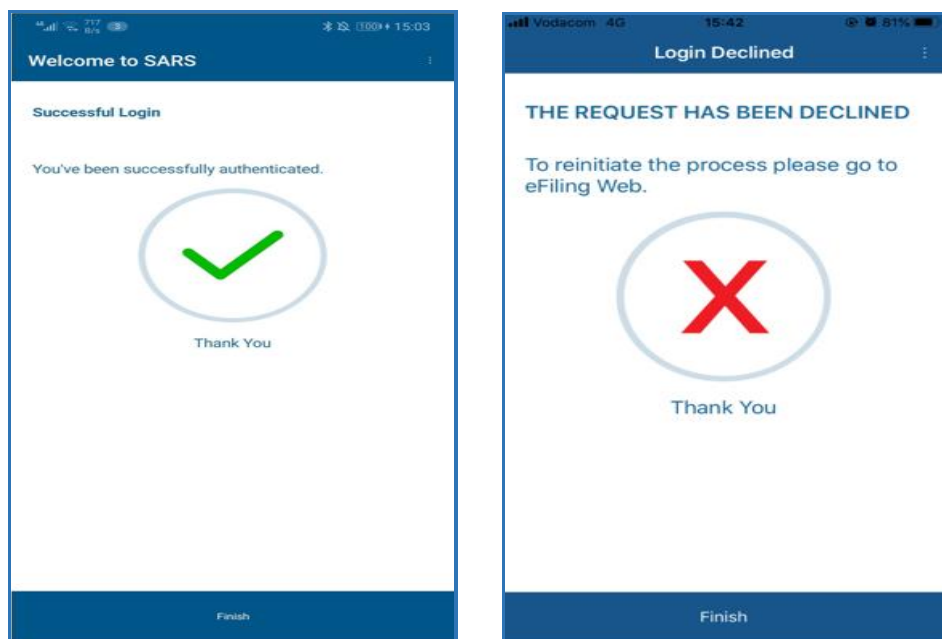 717 B/s 100 15:03
Welcome to SARS
Successful Login
You've been successfully authenticated.
Thank You
Finish
Vodacom 4G 15:42 81%
Login Declined
THE REQUEST HAS BEEN DECLINED
To reinitiate the process please go to
eFiling Web.
X
Thank You
Finish